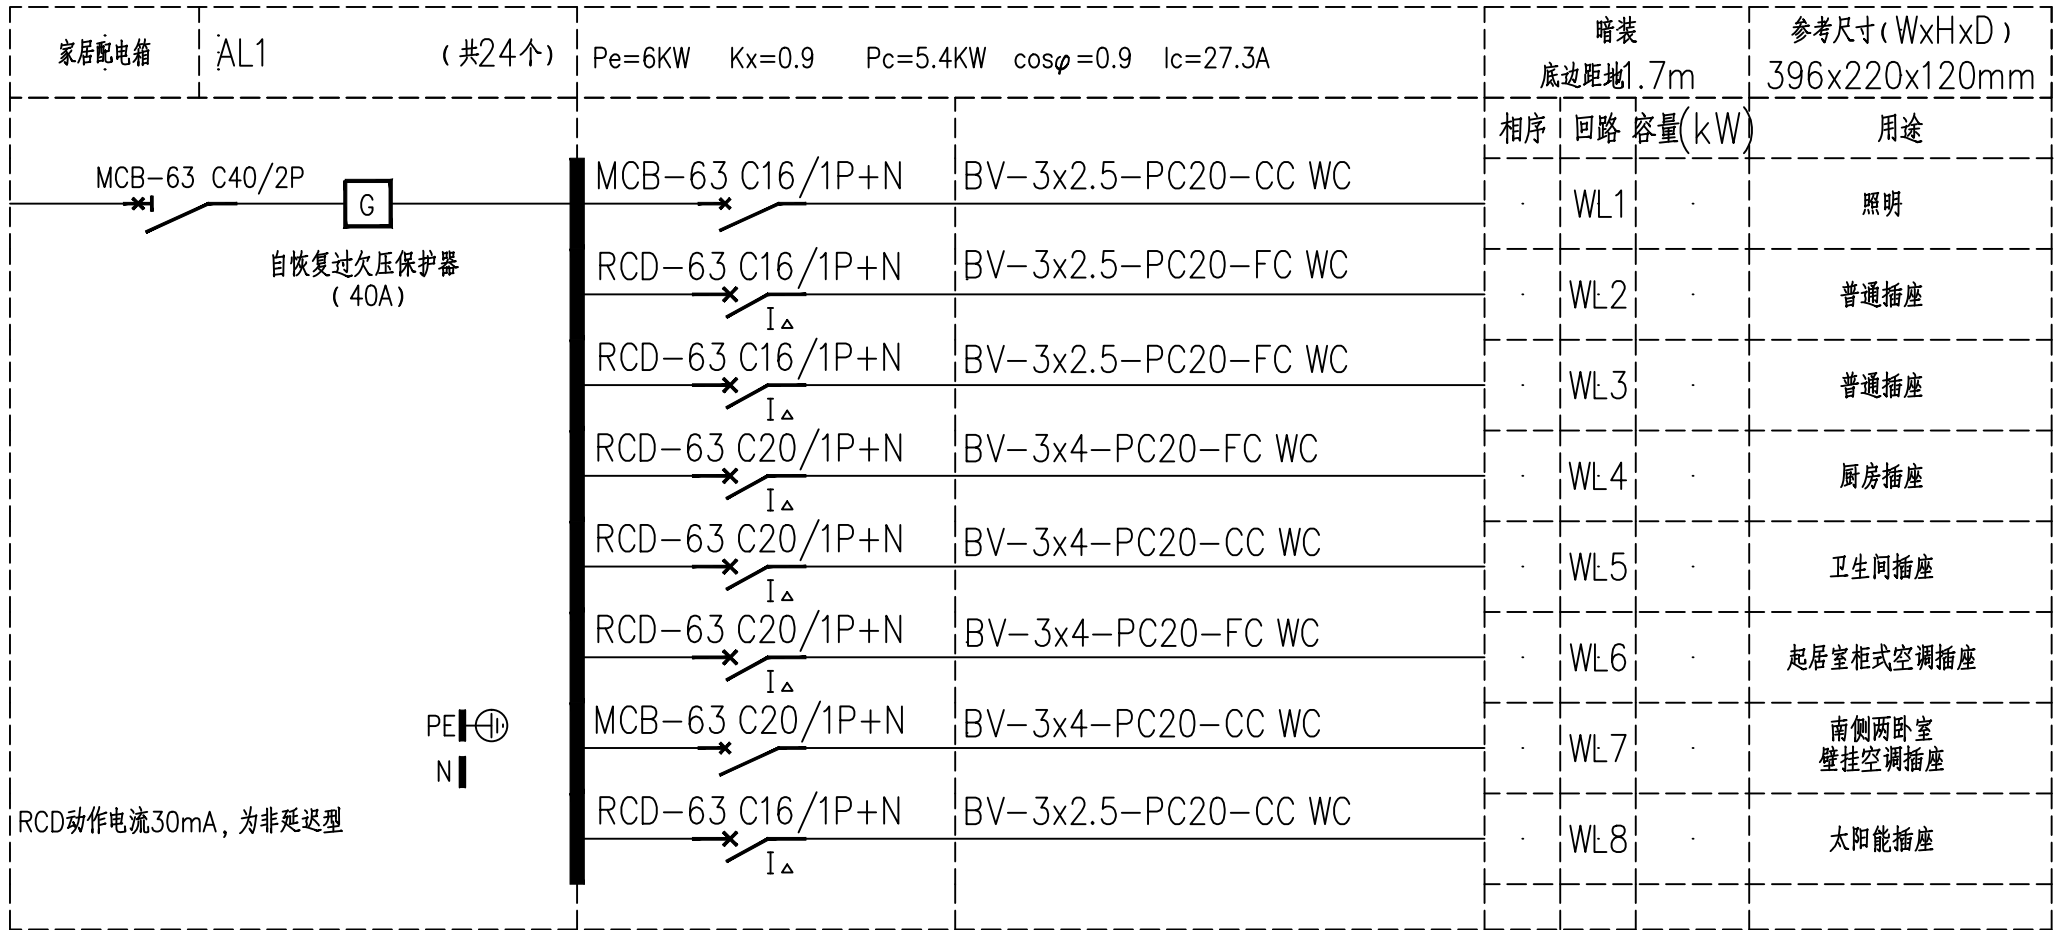 家居配电箱 AL1 (共24个) Pe=6KW Kx=0.9 Pc=5.4KW cosφ=0.9 Ic=27.3A
暗装
底边距地1.7m
参考尺寸(WxHxD)
396x220x120mm
相序 回路 容量(kW) 用途
MCB-63 C40/2P
G
自恢复过欠压保护器
(40A)
MCB-63 C16/1P+N BV-3x2.5-PC20-CC WC WL1 照明
RCD-63 C16/1P+N BV-3x2.5-PC20-FC WC WL2 普通插座
I△
RCD-63 C16/1P+N BV-3x2.5-PC20-FC WC WL3 普通插座
I△
RCD-63 C20/1P+N BV-3x4-PC20-FC WC WL4 厨房插座
I△
RCD-63 C20/1P+N BV-3x4-PC20-CC WC WL5 卫生间插座
I△
RCD-63 C20/1P+N BV-3x4-PC20-FC WC WL6 起居室柜式空调插座
I△
MCB-63 C20/1P+N BV-3x4-PC20-CC WC WL7 南侧两卧室
壁挂空调插座
PE
N
RCD-63 C16/1P+N BV-3x2.5-PC20-CC WC WL8 太阳能插座
I△
RCD动作电流30mA,为非延迟型